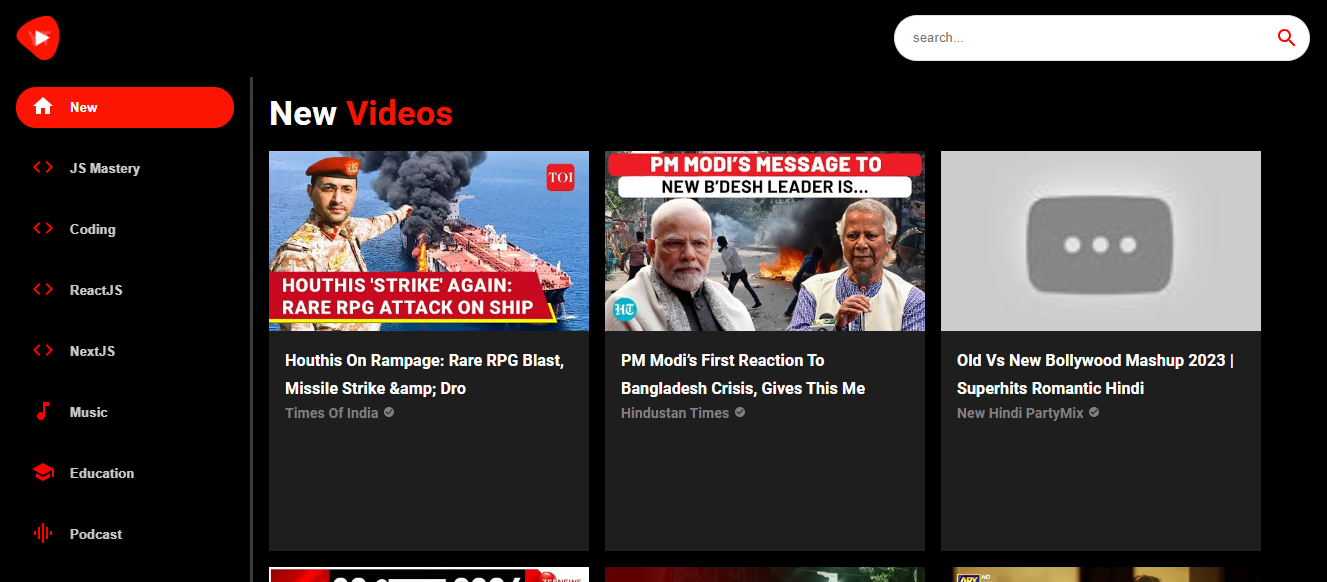 search...
New
JS Mastery
Coding
ReactJS
NextJS
Music
Education
Podcast
New Videos
TOI
HOUTHIS 'STRIKE' AGAIN:
RARE RPG ATTACK ON SHIP
Houthis On Rampage: Rare RPG Blast,
Missile Strike &amp; Dro
Times Of India
PM MODI'S MESSAGE TO
NEW B'DESH LEADER IS...
HT
PM Modi’s First Reaction To
Bangladesh Crisis, Gives This Me
Hindustan Times
Old Vs New Bollywood Mashup 2023 |
Superhits Romantic Hindi
New Hindi PartyMix
ARY HD